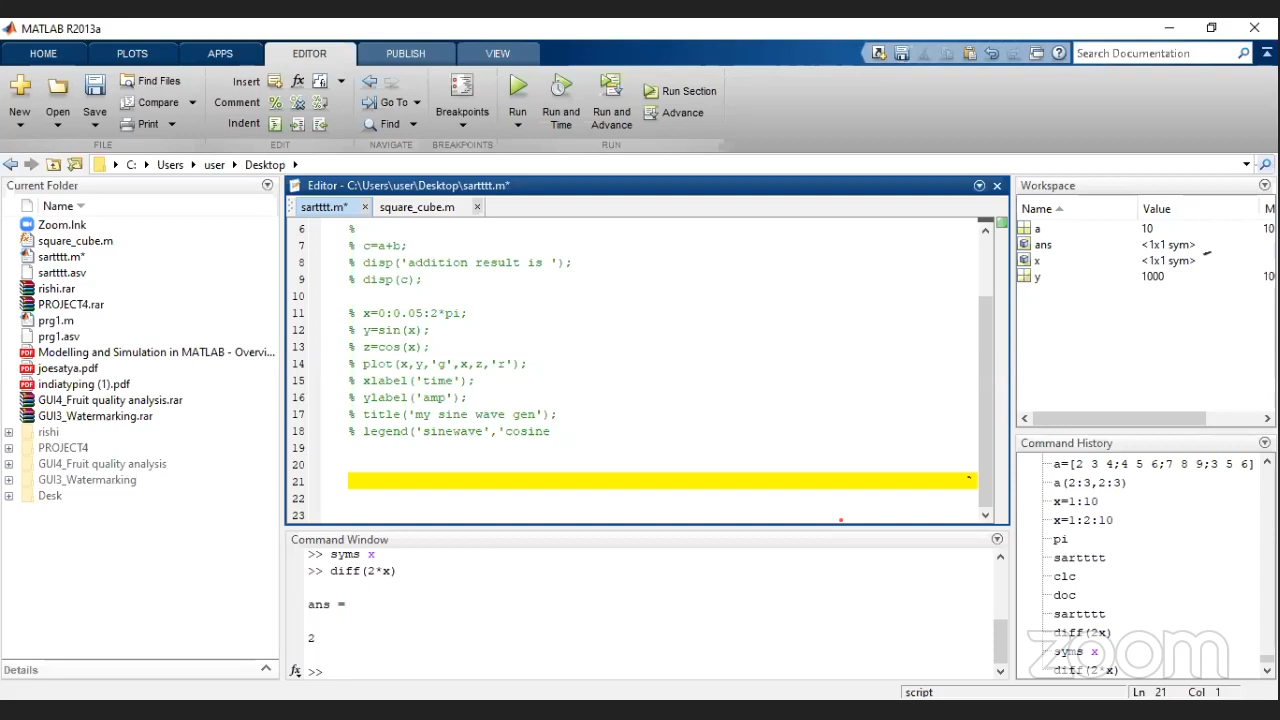 MATLAB R2013a
HOME PLOTS APPS EDITOR PUBLISH VIEW Search Documentation
New Open Save Find Files Compare Print Insert Comment Indent Go To Find Breakpoints Run Run and Time Run and Advance Run Section Advance
FILE EDIT NAVIGATE BREAKPOINTS RUN
C: Users user Desktop
Current Folder
Name
Zoom.lnk
square_cube.m
sartttt.m*
sartttt.asv
rishi.rar
PROJECT4.rar
prg1.m
prg1.asv
Modelling and Simulation in MATLAB - Overvi...
joesatya.pdf
indiatyping (1).pdf
GUI4_Fruit quality analysis.rar
GUI3_Watermarking.rar
rishi
PROJECT4
GUI4_Fruit quality analysis
GUI3_Watermarking
Desk
Details
Editor - C:\Users\user\Desktop\sartttt.m*
sartttt.m* square_cube.m
6 %
7 % c=a+b;
8 % disp('addition result is ');
9 % disp(c);
10
11 % x=0:0.05:2*pi;
12 % y=sin(x);
13 % z=cos(x);
14 % plot(x,y,'g',x,z,'r');
15 % xlabel('time');
16 % ylabel('amp');
17 % title('my sine wave gen');
18 % legend('sinewave','cosine
19
20
21
22
23
Command Window
>> syms x
>> diff(2*x)
ans =
2
fx >>
Workspace
Name Value M
a 10 10
ans <1x1 sym>
x <1x1 sym>
y 1000 10
Command History
a=[2 3 4;4 5 6;7 8 9;3 5 6]
a(2:3,2:3)
x=1:10
x=1:2:10
pi
sartttt
clc
doc
sartttt
diff(2x)
syms x
diff(2*x)
zoom
script Ln 21 Col 1